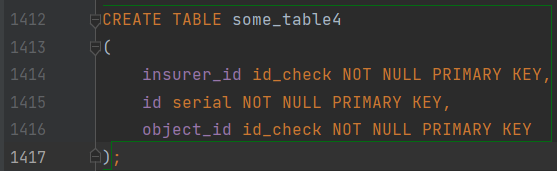 1412 CREATE TABLE some_table4
1413 (
1414 insurer_id id_check NOT NULL PRIMARY KEY,
1415 id serial NOT NULL PRIMARY KEY,
1416 object_id id_check NOT NULL PRIMARY KEY
1417 );